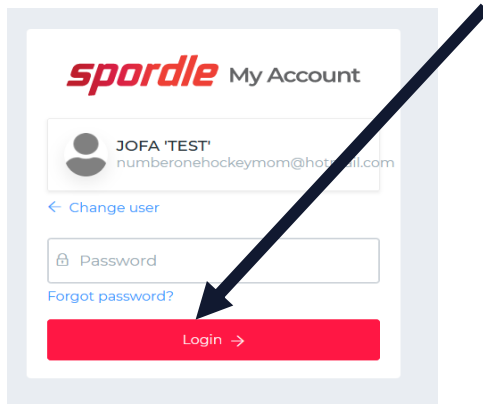 spordle My Account
JOFA 'TEST'
numberonehockeymom@hotmail.com
← Change user
Password
Forgot password?
Login →